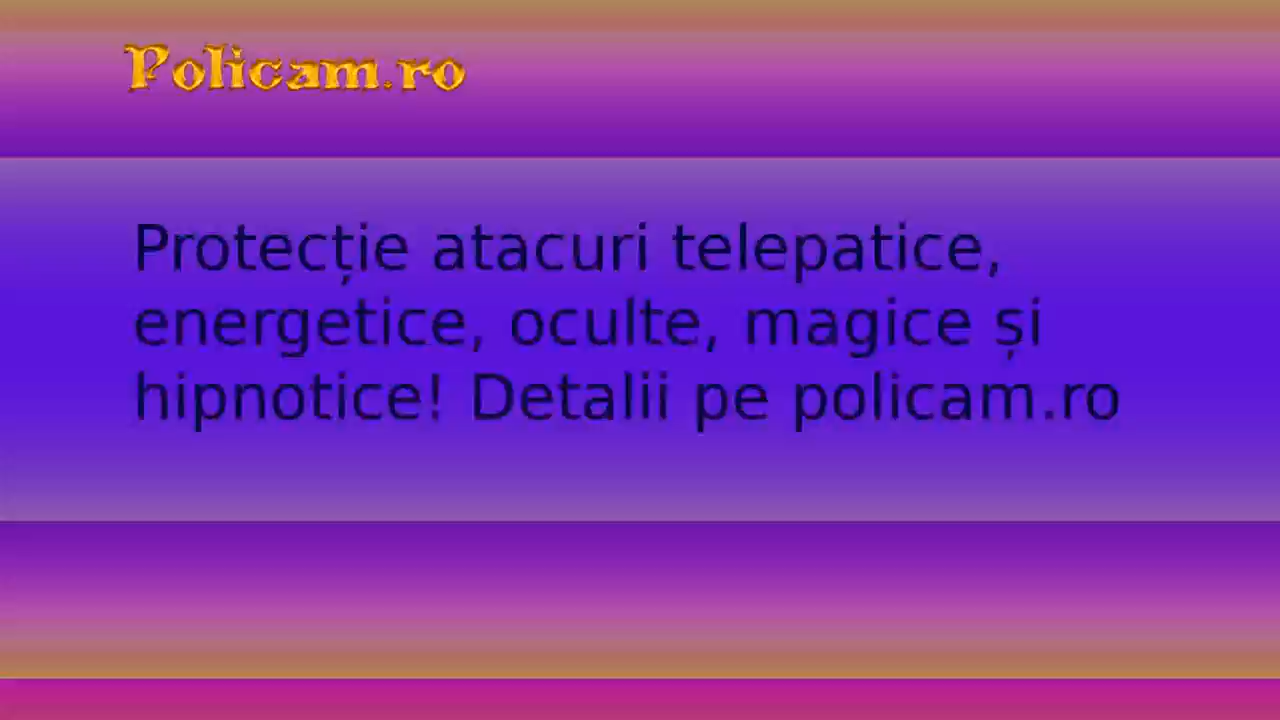 Policam.ro
Protecție atacuri telepatice,
energetice, oculte, magice și
hipnotice! Detalii pe policam.ro